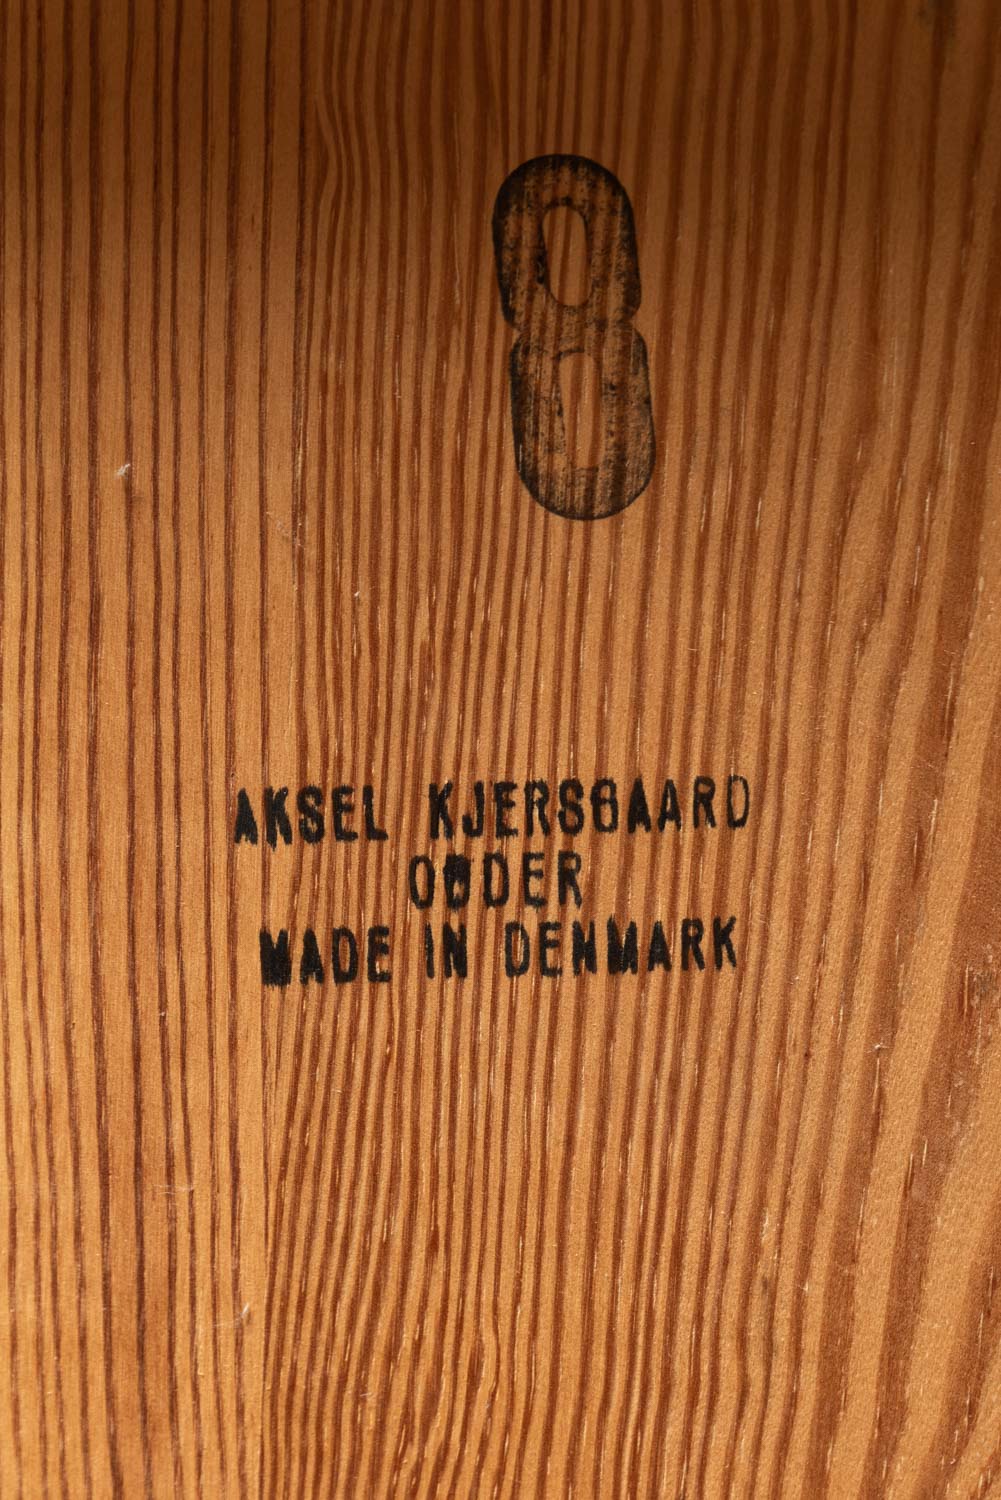 8
AKSEL KJERSGAARD
ODDER
MADE IN DENMARK